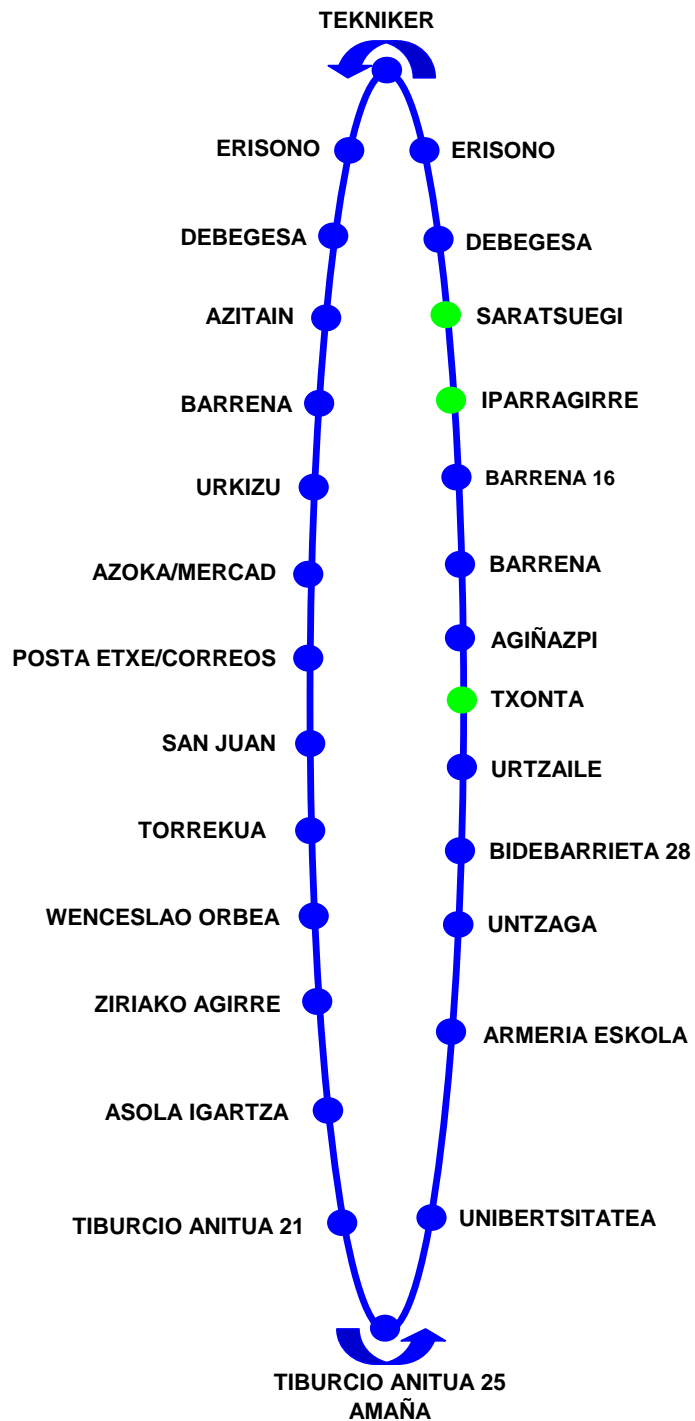 TEKNIKER
ERISONO
ERISONO
DEBEGESA
DEBEGESA
AZITAIN
SARATSUEGI
BARRENA
IPARRAGIRRE
URKIZU
BARRENA 16
AZOKA/MERCAD
BARRENA
POSTA ETXE/CORREOS
AGIÑAZPI
TXONTA
SAN JUAN
URTZAILE
TORREKUA
BIDEBARRIETA 28
WENCESLAO ORBEA
UNTZAGA
ZIRIAKO AGIRRE
ARMERIA ESKOLA
ASOLA IGARTZA
TIBURCIO ANITUA 21
UNIBERTSITATEA
TIBURCIO ANITUA 25
AMAÑA